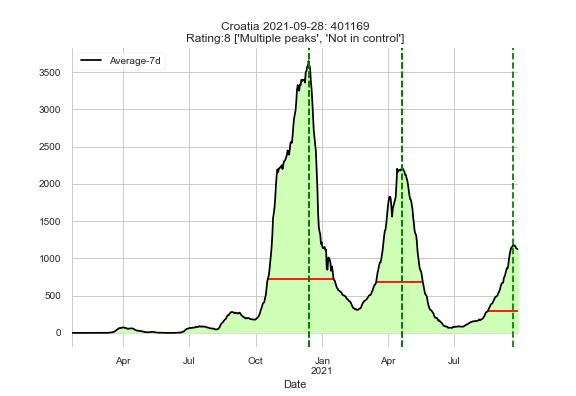 Croatia 2021-09-28: 401169
Rating:8 ['Multiple peaks', 'Not in control']
Average-7d
3500
3000
2500
2000
1500
1000
500
0
Apr
Jul
Oct
Jan
2021
Apr
Jul
Date